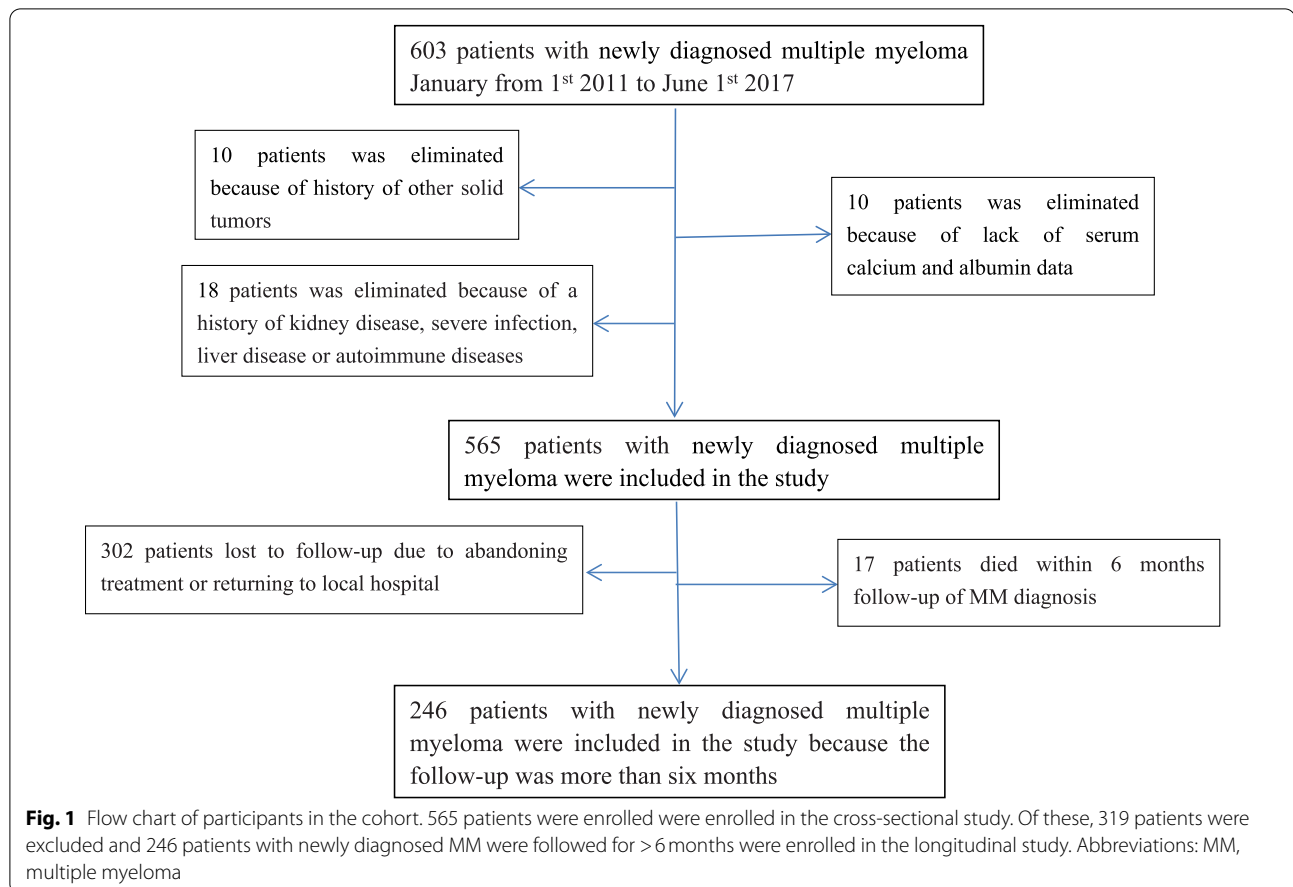 603 patients with newly diagnosed multiple myeloma
January from 1st 2011 to June 1st 2017
10 patients was eliminated
because of history of other solid
tumors
10 patients was eliminated
because of lack of serum
calcium and albumin data
18 patients was eliminated because of a
history of kidney disease, severe infection,
liver disease or autoimmune diseases
565 patients with newly diagnosed multiple
myeloma were included in the study
302 patients lost to follow-up due to abandoning
treatment or returning to local hospital
17 patients died within 6 months
follow-up of MM diagnosis
246 patients with newly diagnosed multiple
myeloma were included in the study because the
follow-up was more than six months
Fig. 1 Flow chart of participants in the cohort. 565 patients were enrolled were enrolled in the cross-sectional study. Of these, 319 patients were
excluded and 246 patients with newly diagnosed MM were followed for > 6 months were enrolled in the longitudinal study. Abbreviations: MM,
multiple myeloma